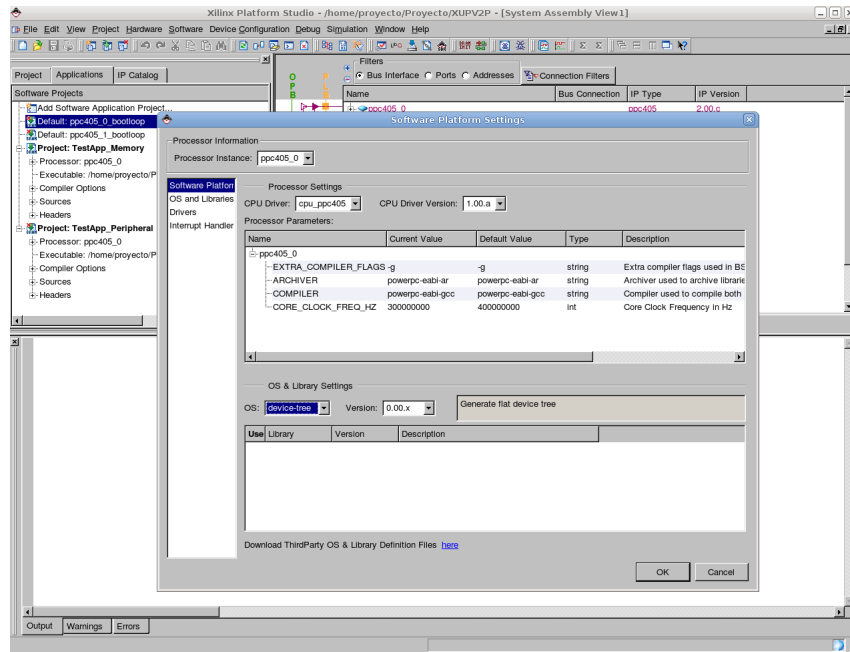 Xilinx Platform Studio - /home/proyecto/Proyecto/XUPV2P - [System Assembly View1]
File Edit View Project Hardware Software Device Configuration Debug Simulation Window Help
Filters
Project Applications IP Catalog
Bus Interface Ports Addresses Connection Filters
Software Projects
O
P
B
Name Bus Connection IP Type IP Version
Add Software Application Project...
ppc405_0 ppc405 2.00.c
Default: ppc405_0_bootloop
Software Platform Settings
Default: ppc405_1_bootloop
Project: TestApp_Memory
Processor: ppc405_0
Executable: /home/proyecto/P
Compiler Options
Sources
Headers
Project: TestApp_Peripheral
Processor: ppc405_0
Executable: /home/proyecto/P
Compiler Options
Sources
Headers
Processor Information
Processor Instance: ppc405_0
Software Platform
OS and Libraries
Drivers
Interrupt Handler
Processor Settings
CPU Driver: cpu_ppc405 CPU Driver Version: 1.00.a
Processor Parameters:
Name Current Value Default Value Type Description
ppc405_0
EXTRA_COMPILER_FLAGS -g -g string Extra compiler flags used in BS
ARCHIVER powerpc-eabi-ar powerpc-eabi-ar string Archiver used to archive librarie
COMPILER powerpc-eabi-gcc powerpc-eabi-gcc string Compiler used to compile both
CORE_CLOCK_FREQ_HZ 300000000 400000000 int Core Clock Frequency in Hz
OS & Library Settings
OS: device-tree Version: 0.00.x Generate flat device tree
Use Library Version Description
Download ThirdParty OS & Library Definition Files here
OK Cancel
Output Warnings Errors